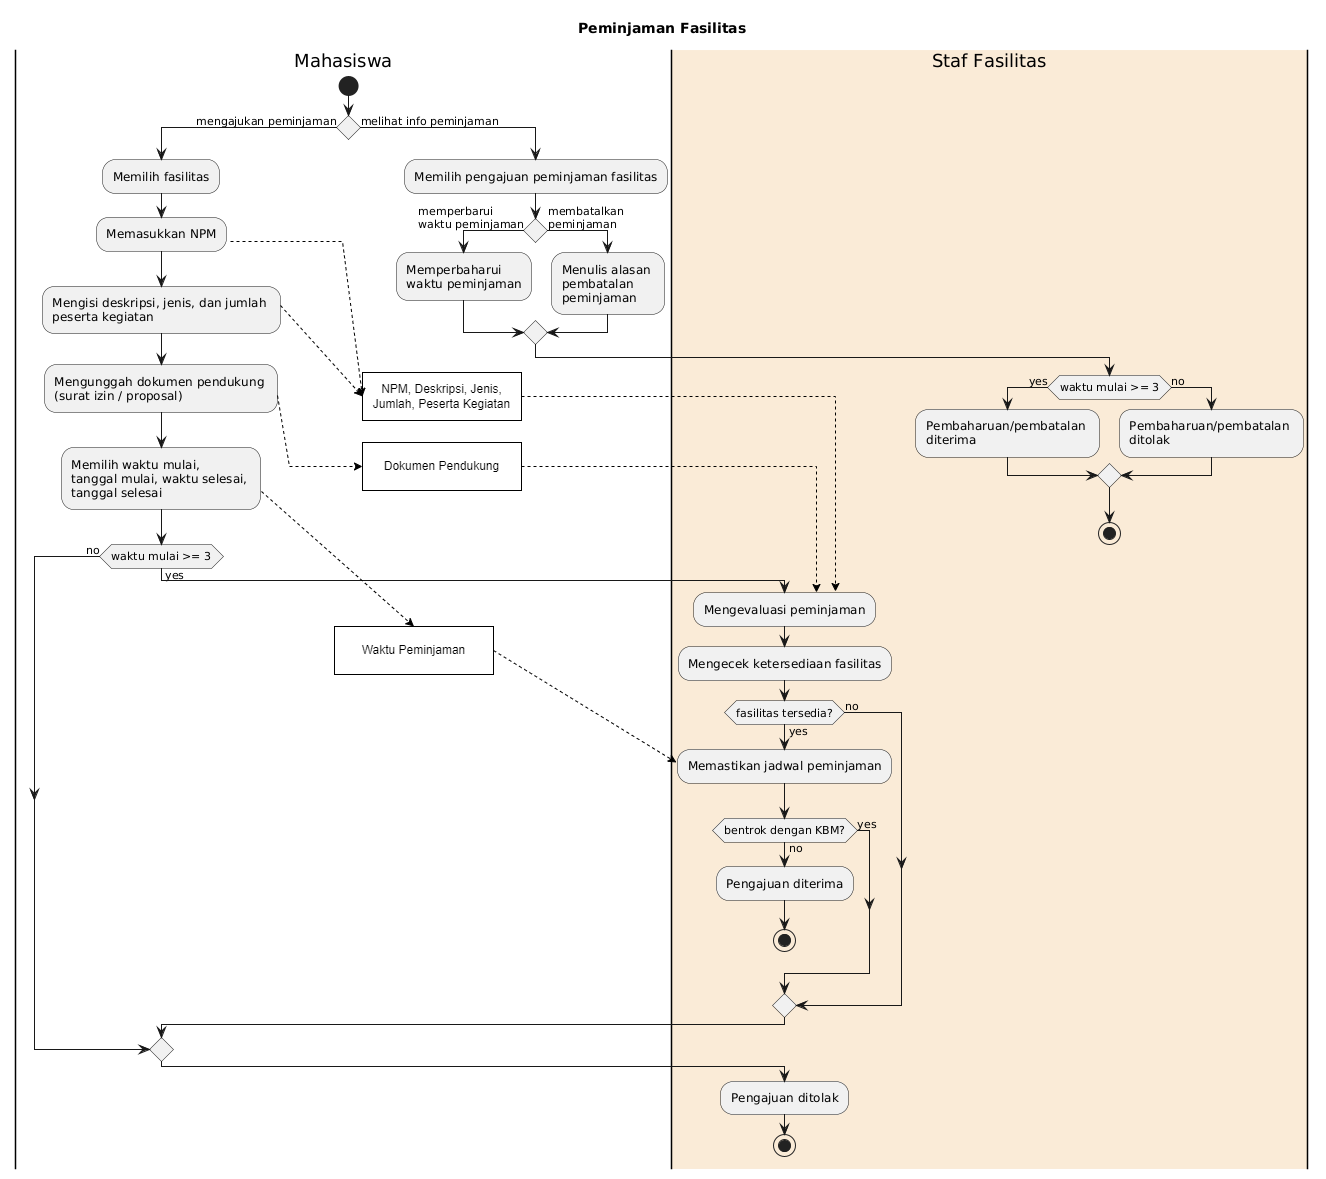 Peminjaman Fasilitas
Mahasiswa
Staf Fasilitas
mengajukan peminjaman
melihat info peminjaman
Memilih fasilitas
Memilih pengajuan peminjaman fasilitas
Memasukkan NPM
memperbarui
waktu peminjaman
membatalkan
peminjaman
Memperbaharui
waktu peminjaman
Menulis alasan
pembatalan
peminjaman
Mengisi deskripsi, jenis, dan jumlah
peserta kegiatan
Mengunggah dokumen pendukung
(surat izin / proposal)
NPM, Deskripsi, Jenis,
Jumlah, Peserta Kegiatan
yes
waktu mulai >= 3
no
Pembaharuan/pembatalan
diterima
Pembaharuan/pembatalan
ditolak
Dokumen Pendukung
Memilih waktu mulai,
tanggal mulai, waktu selesai,
tanggal selesai
no
waktu mulai >= 3
yes
Mengevaluasi peminjaman
Waktu Peminjaman
Mengecek ketersediaan fasilitas
fasilitas tersedia?
no
yes
Memastikan jadwal peminjaman
bentrok dengan KBM?
yes
no
Pengajuan diterima
Pengajuan ditolak